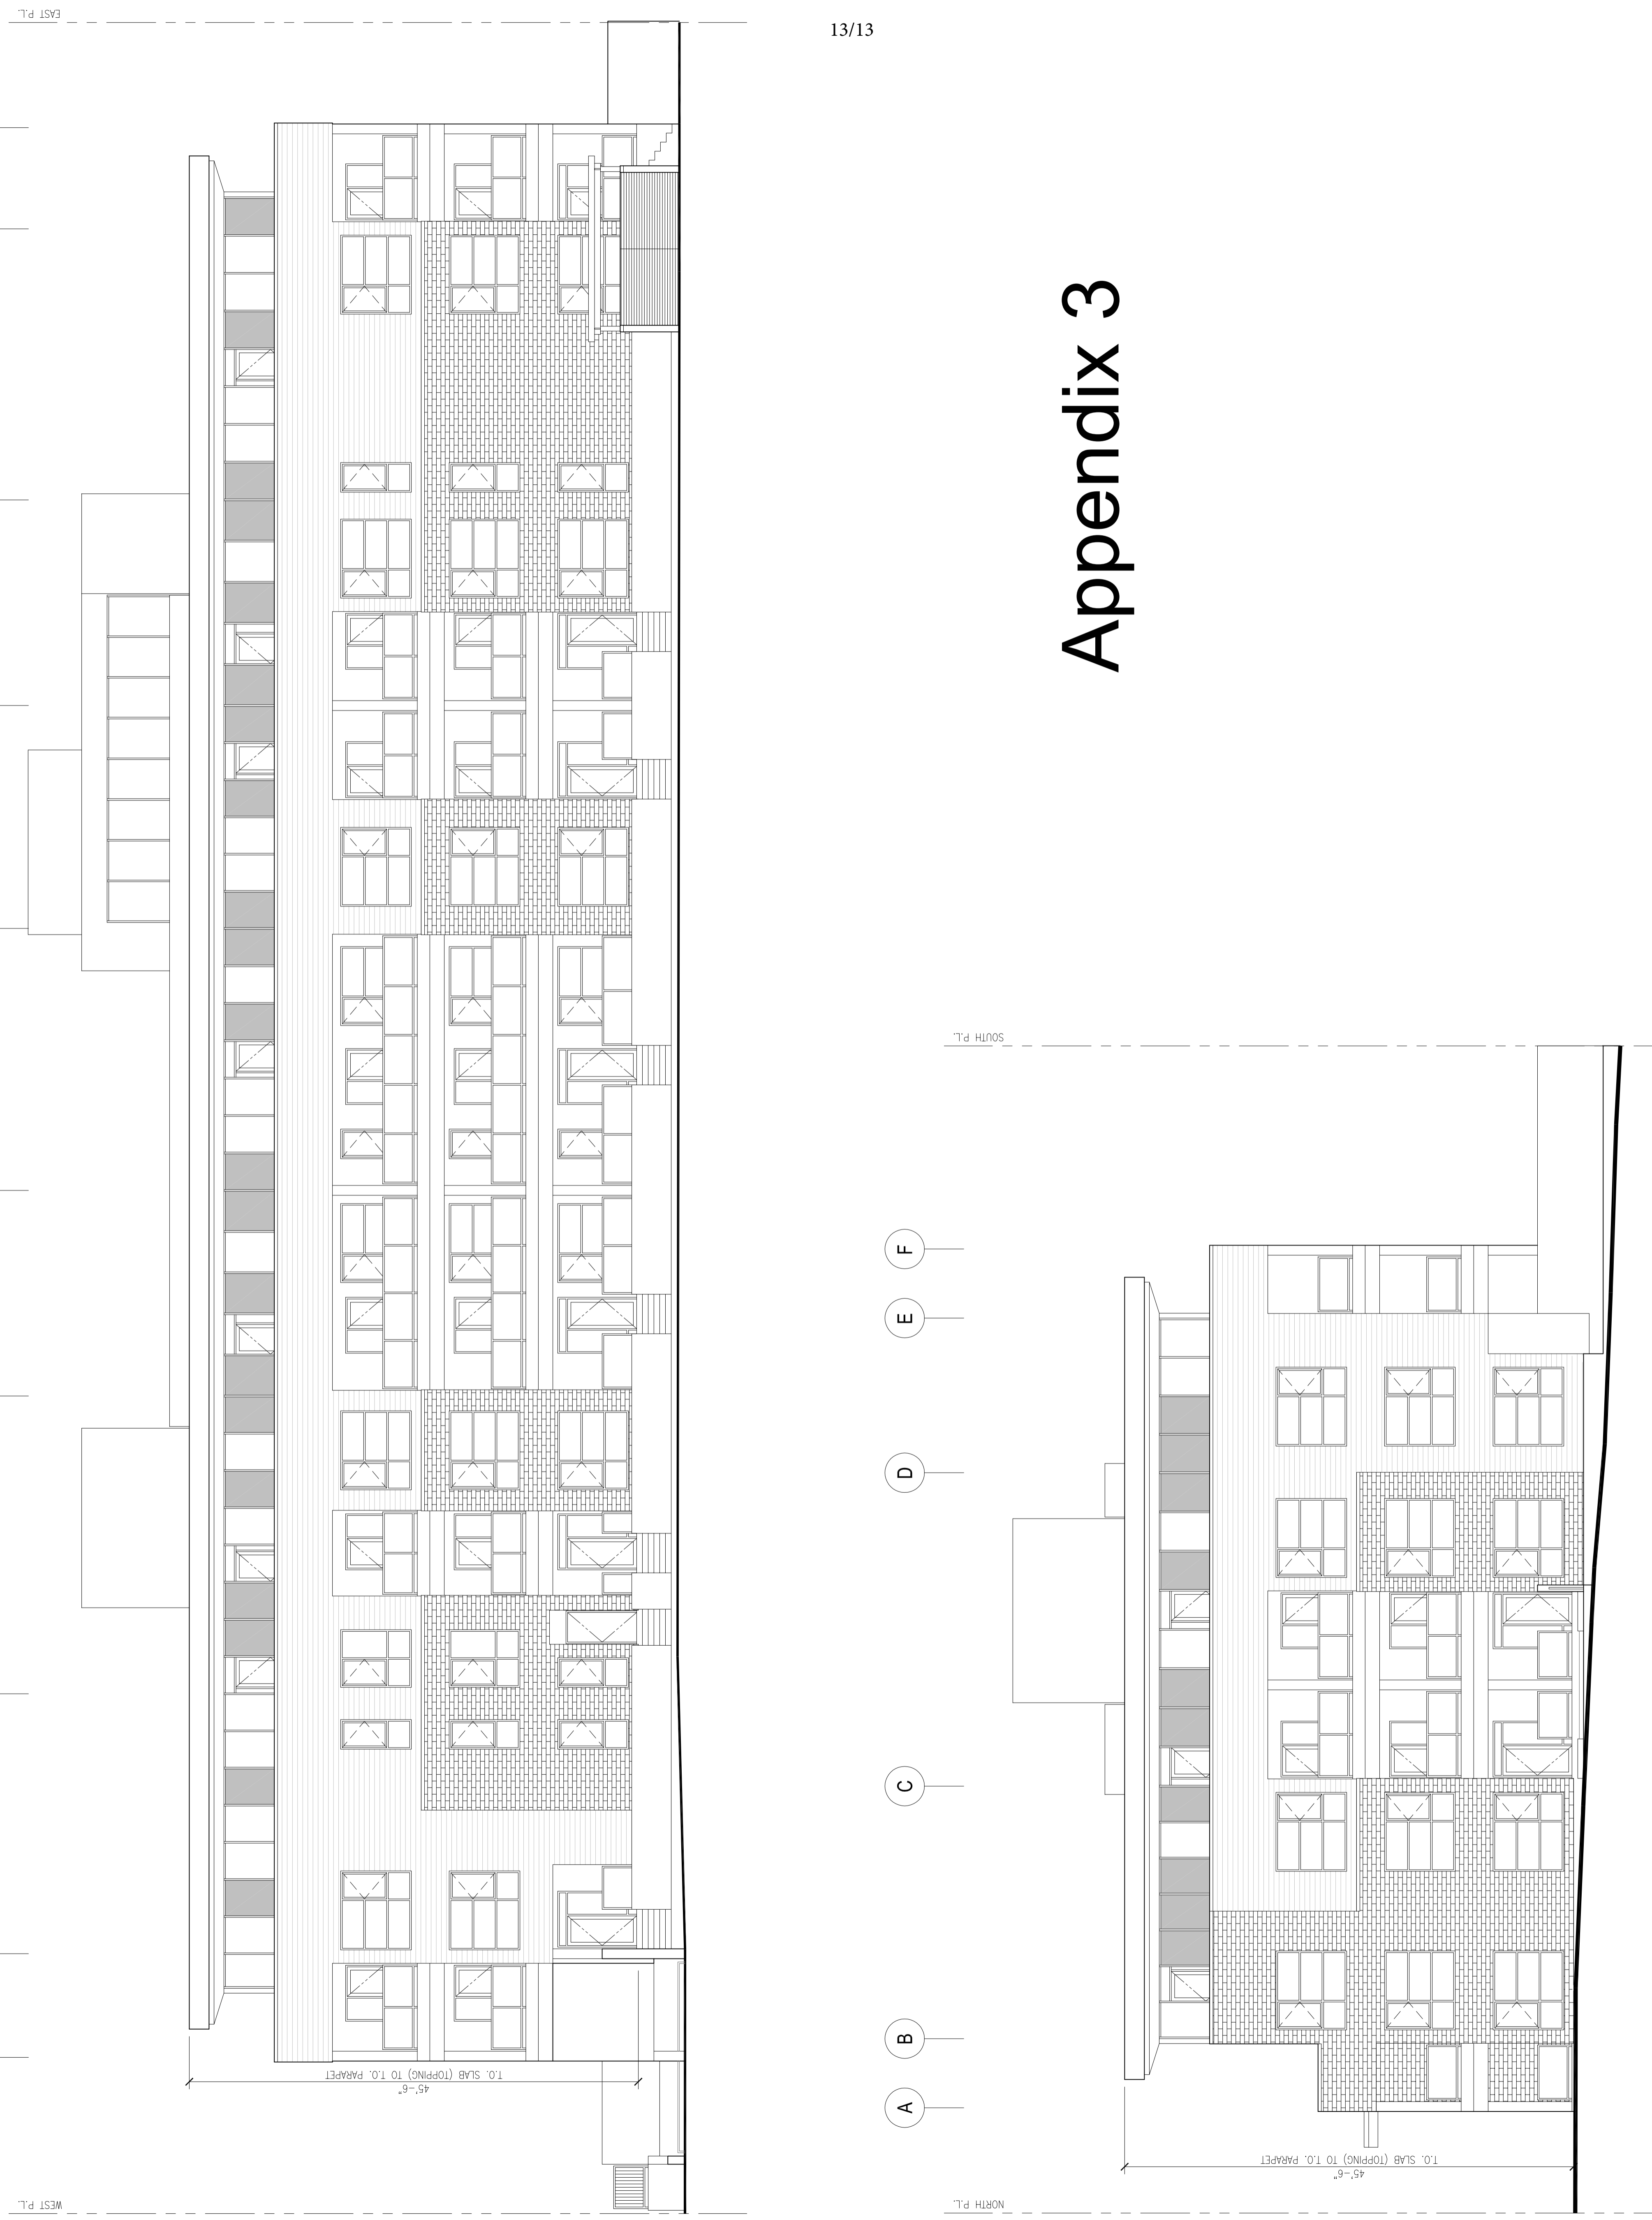 EAST P.L.
13/13
Appendix 3
SOUTH P.L.
F
E
D
C
B
A
45'-6"
T.O. SLAB (TOPPING) TO T.O. PARAPET
45'-6"
T.O. SLAB (TOPPING) TO T.O. PARAPET
WEST P.L.
NORTH P.L.